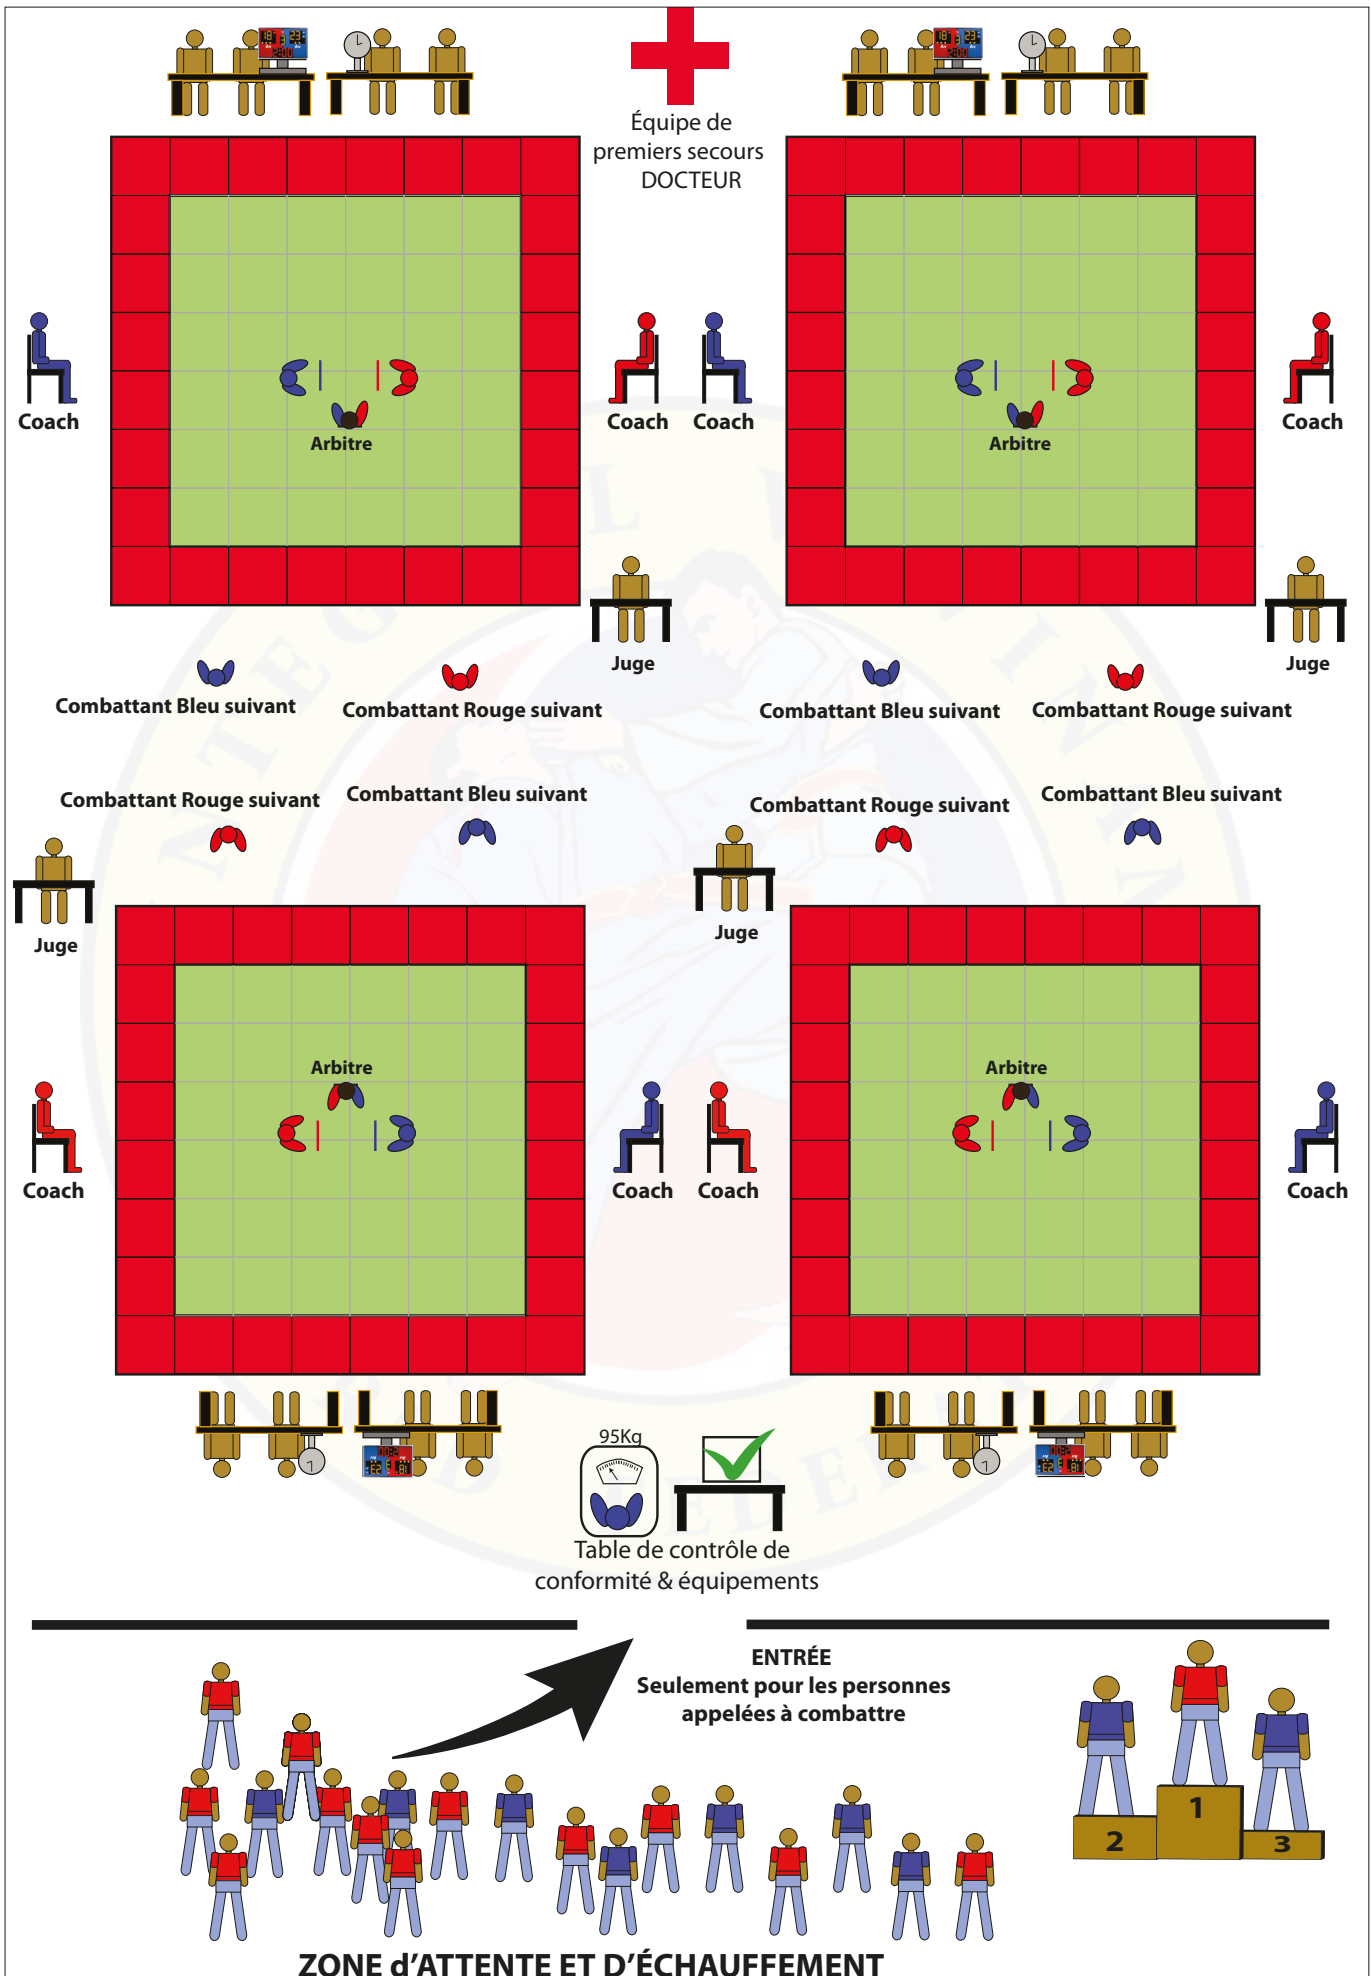 Équipe de
premiers secours
DOCTEUR
Coach
Arbitre
Coach
Coach
Arbitre
Coach
Juge
Juge
Combattant Bleu suivant
Combattant Rouge suivant
Combattant Bleu suivant
Combattant Rouge suivant
Combattant Rouge suivant
Combattant Bleu suivant
Combattant Rouge suivant
Combattant Bleu suivant
Juge
Juge
Arbitre
Arbitre
Coach
Coach
Coach
Coach
95Kg
Table de contrôle de
conformité & équipements
ENTRÉE
Seulement pour les personnes
appelées à combattre
1
2
3
ZONE d'ATTENTE ET D'ÉCHAUFFEMENT